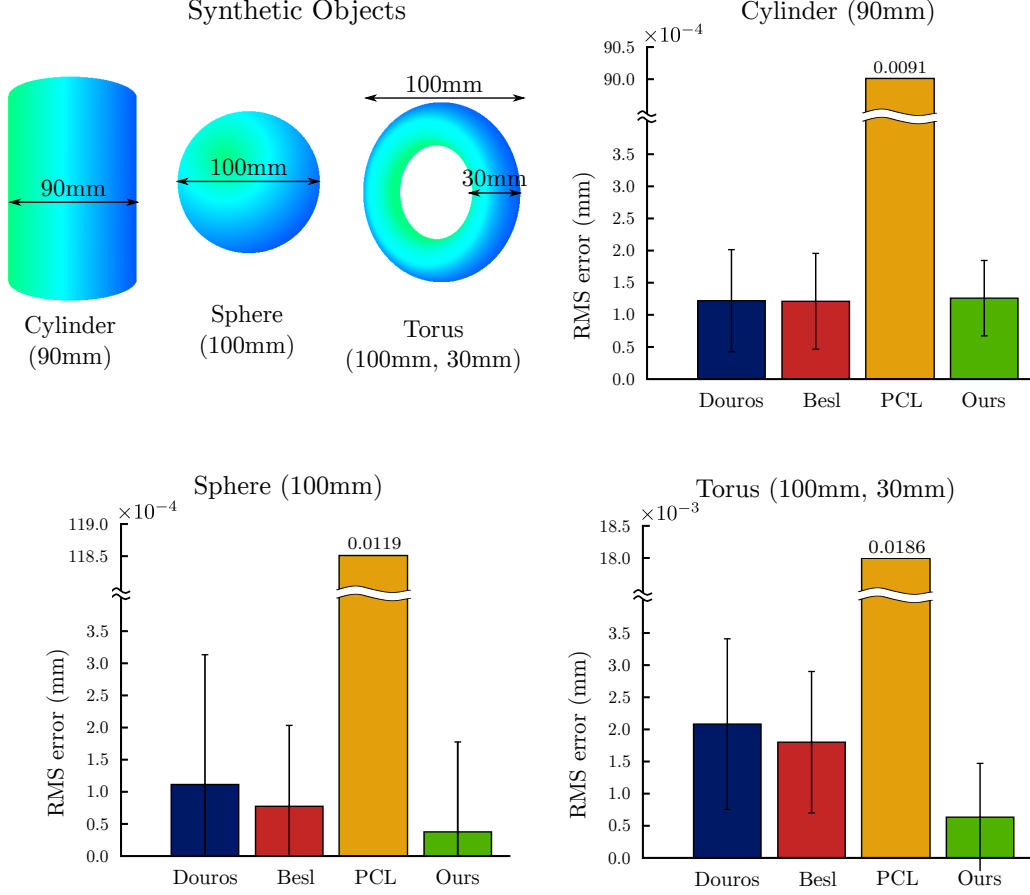 Synthetic Objects
90mm
100mm
100mm
30mm
Cylinder
(90mm)
Sphere
(100mm)
Torus
(100mm, 30mm)
Cylinder (90mm)
×10⁻⁴
90.5
90.0
3.5
3.0
2.5
2.0
1.5
1.0
0.5
0.0
RMS error (mm)
0.0091
Douros Besl PCL Ours
Sphere (100mm)
×10⁻⁴
119.0
118.5
3.5
3.0
2.5
2.0
1.5
1.0
0.5
0.0
RMS error (mm)
0.0119
Douros Besl PCL Ours
Torus (100mm, 30mm)
×10⁻³
18.5
18.0
3.5
3.0
2.5
2.0
1.5
1.0
0.5
0.0
RMS error (mm)
0.0186
Douros Besl PCL Ours